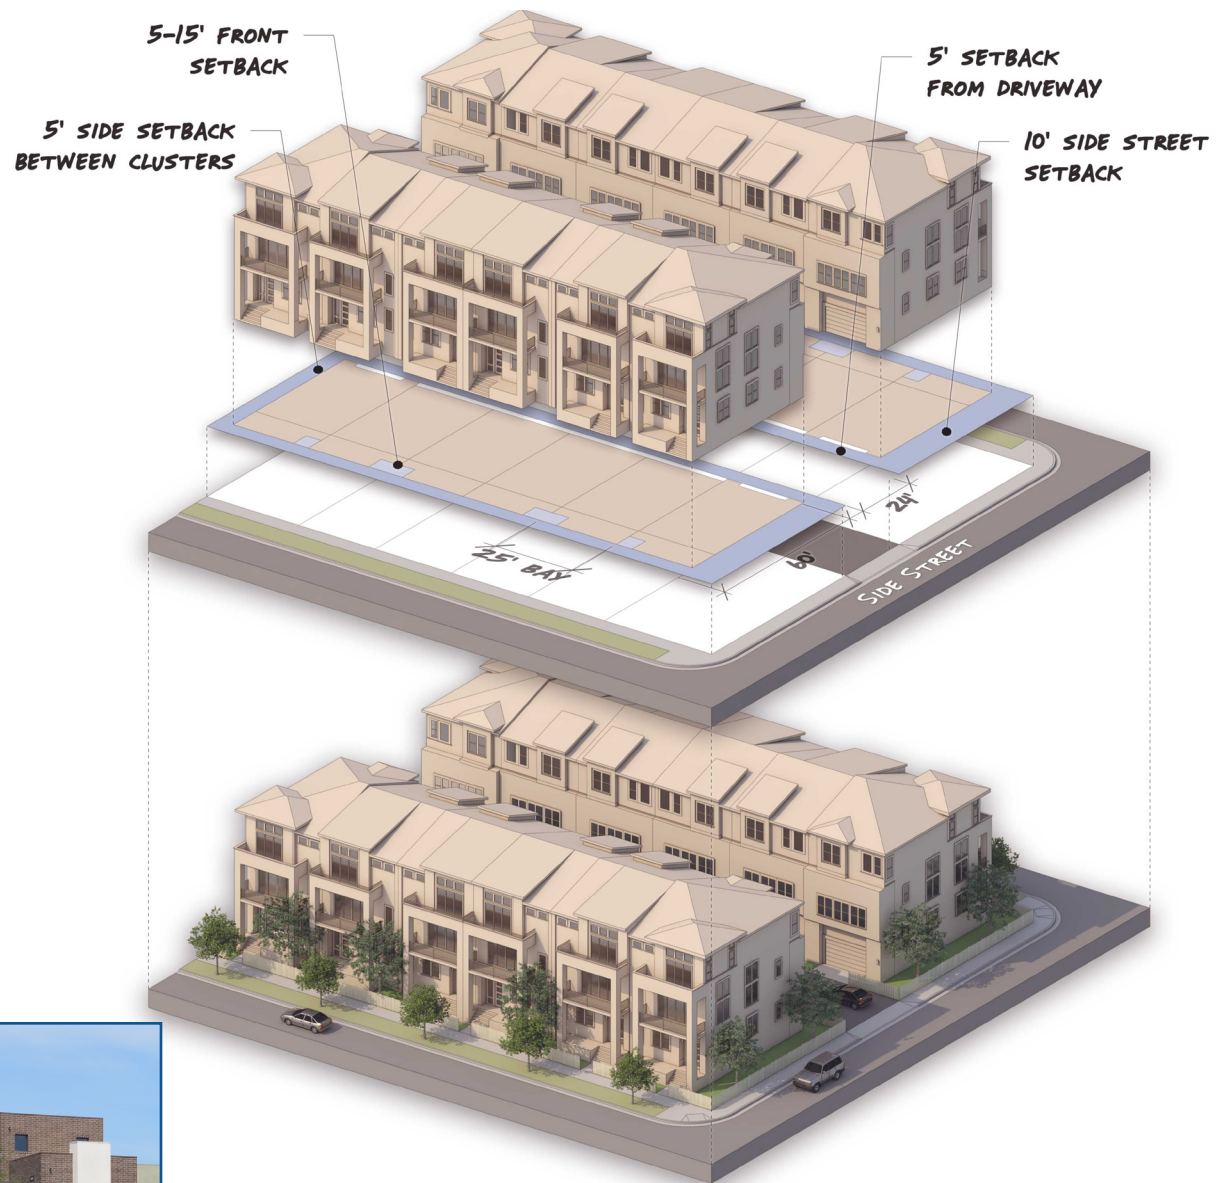 5-15' FRONT
SETBACK
5' SETBACK
FROM DRIVEWAY
5' SIDE SETBACK
BETWEEN CLUSTERS
10' SIDE STREET
SETBACK
24'
25' BAY
60'
SIDE STREET